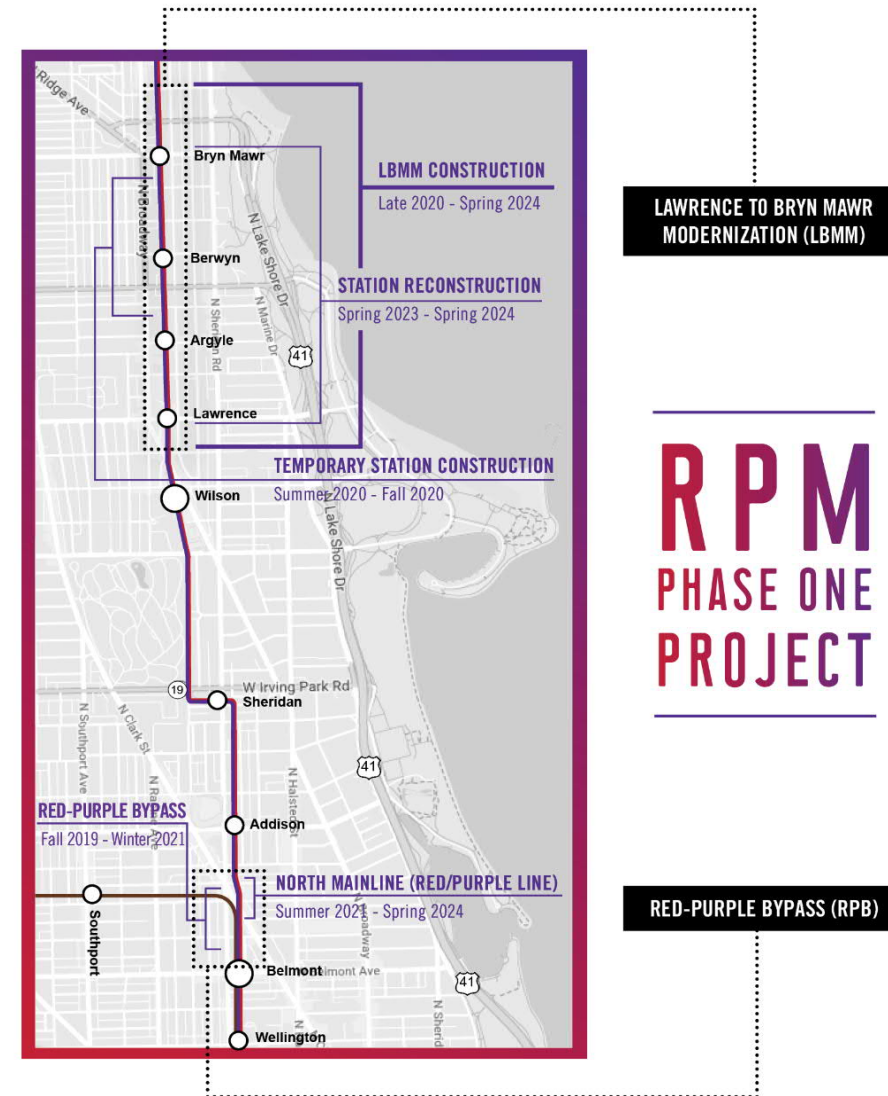 N Ridge Ave
Bryn Mawr
N Broadway
LBMM CONSTRUCTION
Late 2020 - Spring 2024
LAWRENCE TO BRYN MAWR
MODERNIZATION (LBMM)
N Lake Shore Dr
Berwyn
STATION RECONSTRUCTION
Spring 2023 - Spring 2024
N Sheridan Rd
N Marine Dr
Argyle
41
Lawrence
TEMPORARY STATION CONSTRUCTION
Summer 2020 - Fall 2020
Wilson
N Lake Shore Dr
RPM
PHASE ONE
PROJECT
19
W Irving Park Rd
Sheridan
N Southport Ave
N Clark St
N Halsted St
41
RED-PURPLE BYPASS
Fall 2019 - Winter 2021
Addison
NORTH MAINLINE (RED/PURPLE LINE)
Summer 2021 - Spring 2024
N Broadway
Southport
RED-PURPLE BYPASS (RPB)
Belmont
Belmont Ave
41
N Sherid
Wellington